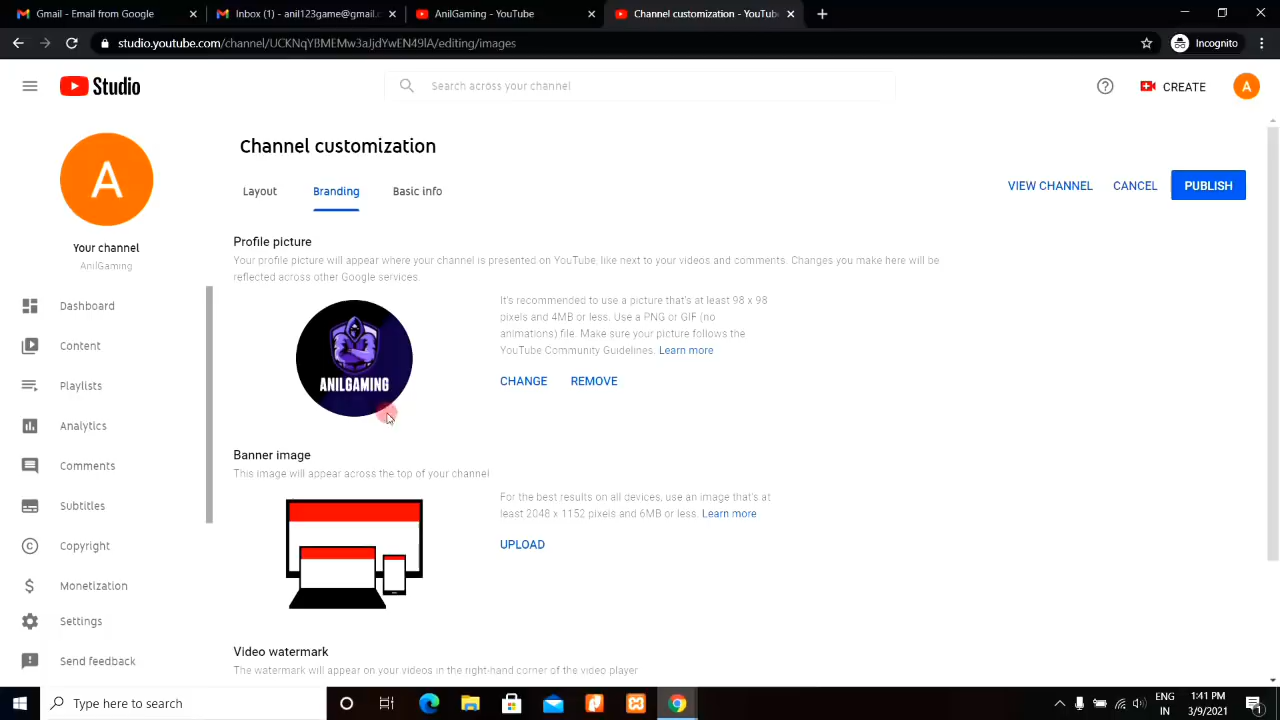 Gmail - Email from Google
Inbox (1) - anil123game@gmail.c
AnilGaming - YouTube
Channel customization - YouTube
studio.youtube.com/channel/UCKNqYBMEMw3aJjdYwEN49lA/editing/images
Incognito
Studio
Search across your channel
CREATE
A
A
Channel customization
Layout
Branding
Basic info
VIEW CHANNEL
CANCEL
PUBLISH
Your channel
AnilGaming
Profile picture
Your profile picture will appear where your channel is presented on YouTube, like next to your videos and comments. Changes you make here will be
reflected across other Google services.
ANILGAMING
It's recommended to use a picture that's at least 98 x 98
pixels and 4MB or less. Use a PNG or GIF (no
animations) file. Make sure your picture follows the
YouTube Community Guidelines. Learn more
CHANGE
REMOVE
Dashboard
Content
Playlists
Analytics
Comments
Subtitles
Copyright
Monetization
Settings
Send feedback
Banner image
This image will appear across the top of your channel
For the best results on all devices, use an image that's at
least 2048 x 1152 pixels and 6MB or less. Learn more
UPLOAD
Video watermark
The watermark will appear on your videos in the right-hand corner of the video player
Type here to search
ENG
IN
1:41 PM
3/9/2021
1